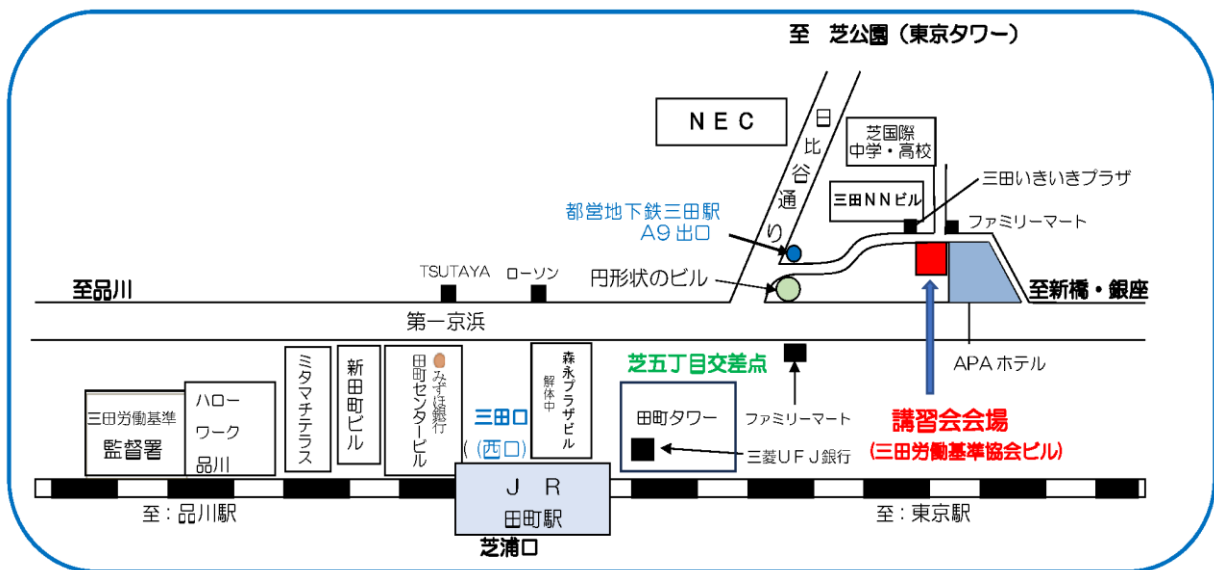 至　芝公園（東京タワー）
ＮＥＣ
日比谷通り
芝国際
中学・高校
三田いきいきプラザ
三田ＮＮビル
ファミリーマート
都営地下鉄三田駅
A9 出口
TSUTAYA
ローソン
円形状のビル
至品川
至新橋・銀座
第一京浜
ミタマチテラス
新田町ビル
みずほ銀行
田町センタービル
森永プラザビル
解体中
芝五丁目交差点
APA ホテル
三田労働基準
監督署
ハロー
ワーク
品川
三田口
( (西口)
田町タワー
ファミリーマート
三菱ＵＦＪ銀行
講習会会場
(三田労働基準協会ビル)
Ｊ　Ｒ
田町駅
至：品川駅
至：東京駅
芝浦口